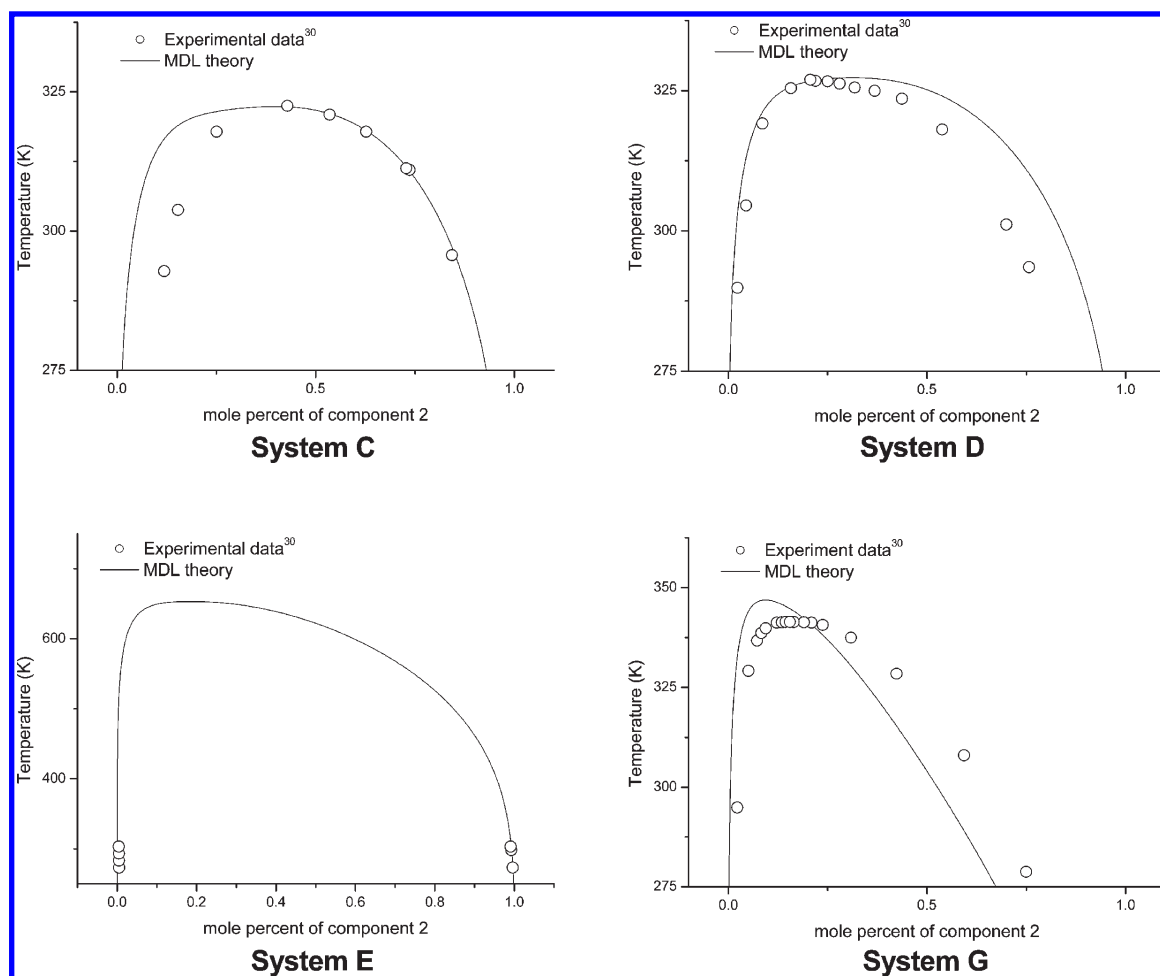 Experimental data30
MDL theory
325
300
275
Temperature (K)
0.0 0.5 1.0
mole percent of component 2
System C
Experimental data30
MDL theory
325
300
275
Temperature (K)
0.0 0.5 1.0
mole percent of component 2
System D
Experimental data30
MDL theory
600
400
Temperature (K)
0.0 0.2 0.4 0.6 0.8 1.0
mole percent of component 2
System E
Experiment data30
MDL theory
350
325
300
275
Temperature (K)
0.0 0.5 1.0
mole percent of component 2
System G